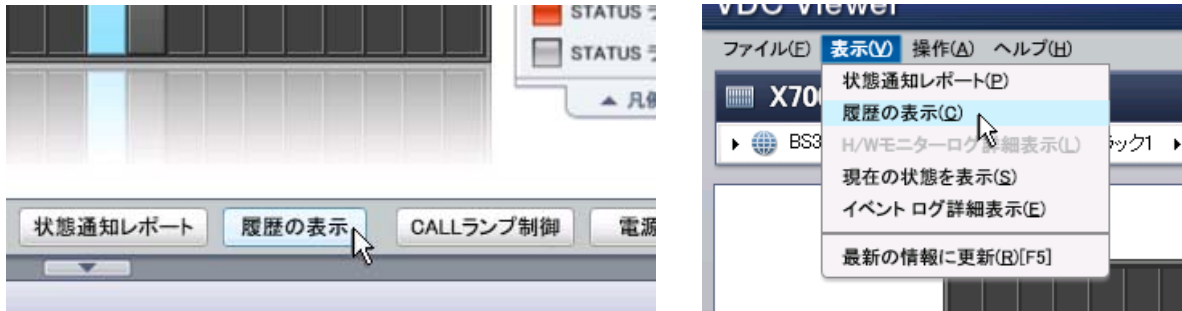 STATUS
STATUS
▲ 凡例
状態通知レポート
履歴の表示
CALLランプ制御
電源
VDC Viewer
ファイル(F) 表示(V) 操作(A) ヘルプ(H)
X700
BS3
ラック1
状態通知レポート(P)
履歴の表示(C)
H/Wモニターログ詳細表示(L)
現在の状態を表示(S)
イベント ログ詳細表示(E)
最新の情報に更新(R)[F5]